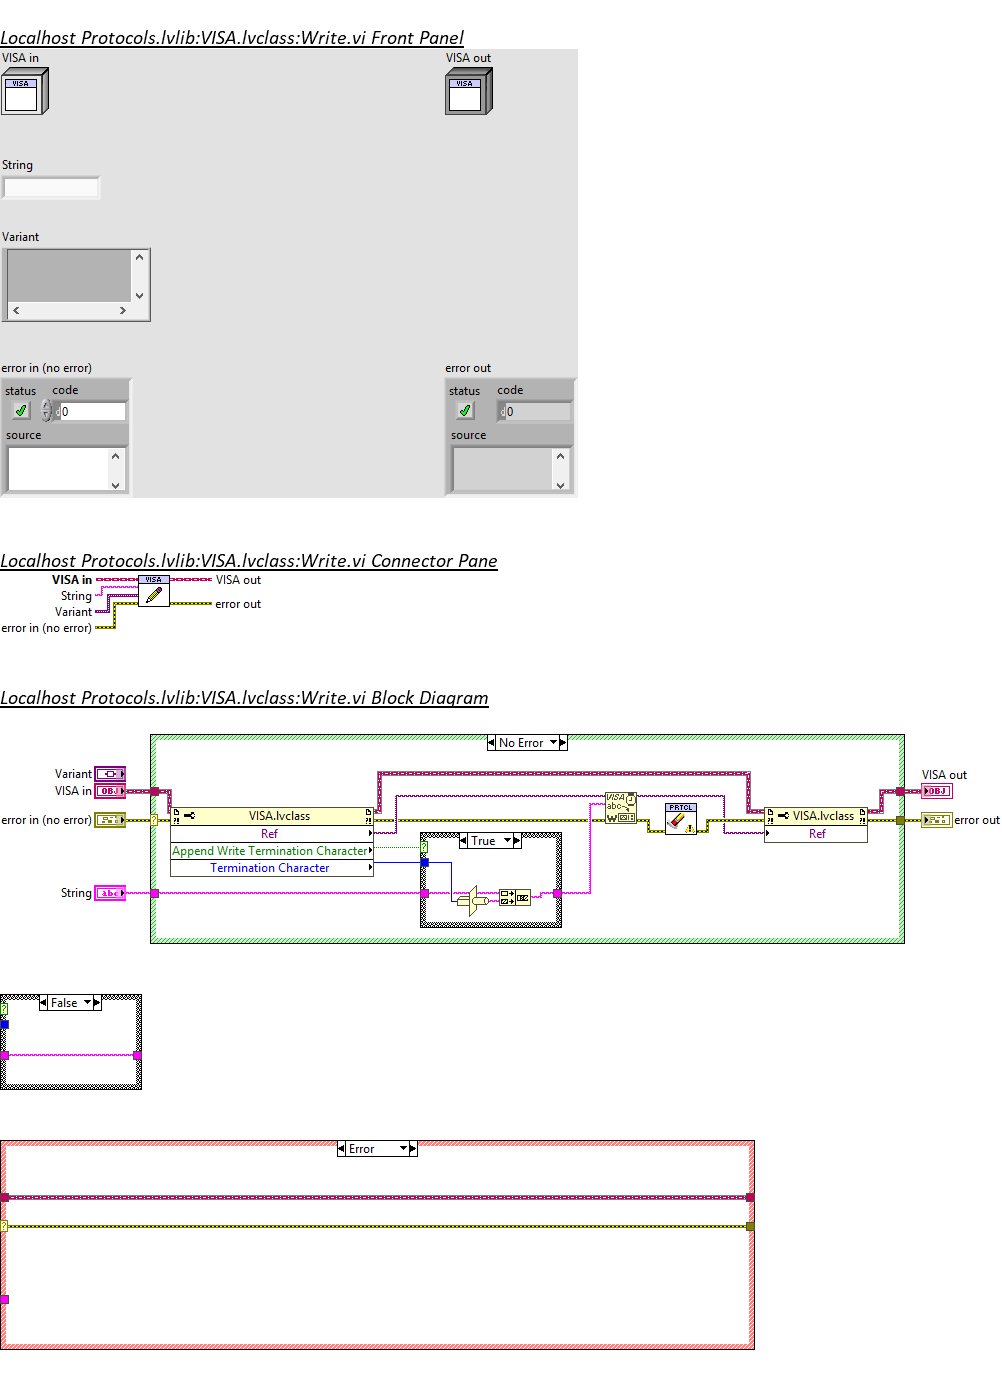 Localhost Protocols.lvlib:VISA.lvclass:Write.vi Front Panel
VISA in
VISA out
VISA
VISA
String
Variant
error in (no error)
error out
status code
status code
0
0
source
source
Localhost Protocols.lvlib:VISA.lvclass:Write.vi Connector Pane
VISA in
VISA
VISA out
String
Variant
error out
error in (no error)
Localhost Protocols.lvlib:VISA.lvclass:Write.vi Block Diagram
No Error
Variant
VISA in
OBJ
VISA out
OBJ
error in (no error)
error out
VISA.lvclass
Ref
Append Write Termination Character
Termination Character
VISA
abc
W
PRTCL
VISA.lvclass
Ref
True
String
abc
False
Error